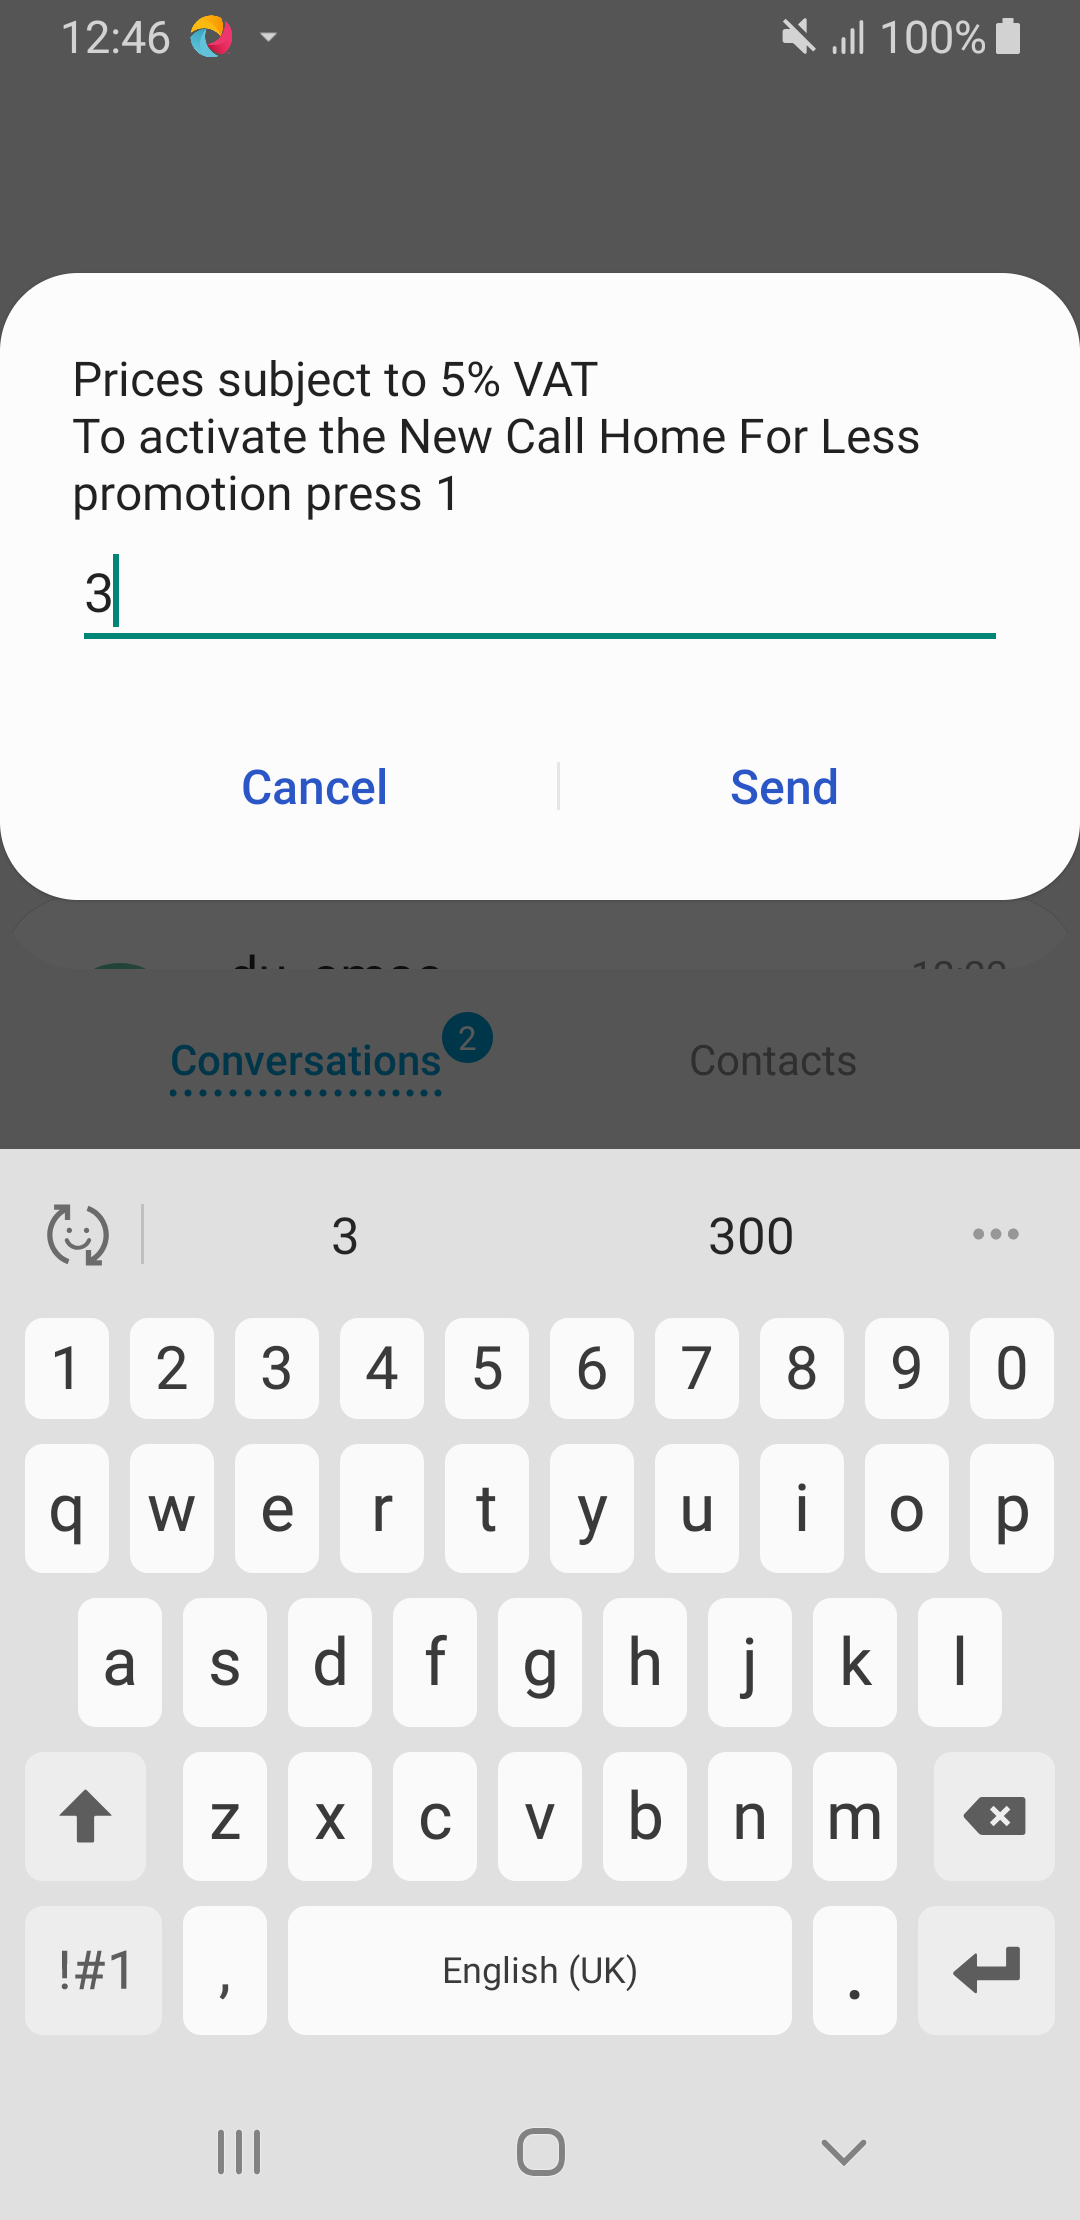 12:46
100%
Prices subject to 5% VAT
To activate the New Call Home For Less
promotion press 1
3
Cancel
Send
Conversations
2
Contacts
3
300
1 2 3 4 5 6 7 8 9 0
q w e r t y u i o p
a s d f g h j k l
z x c v b n m
!#1 , English (UK) .